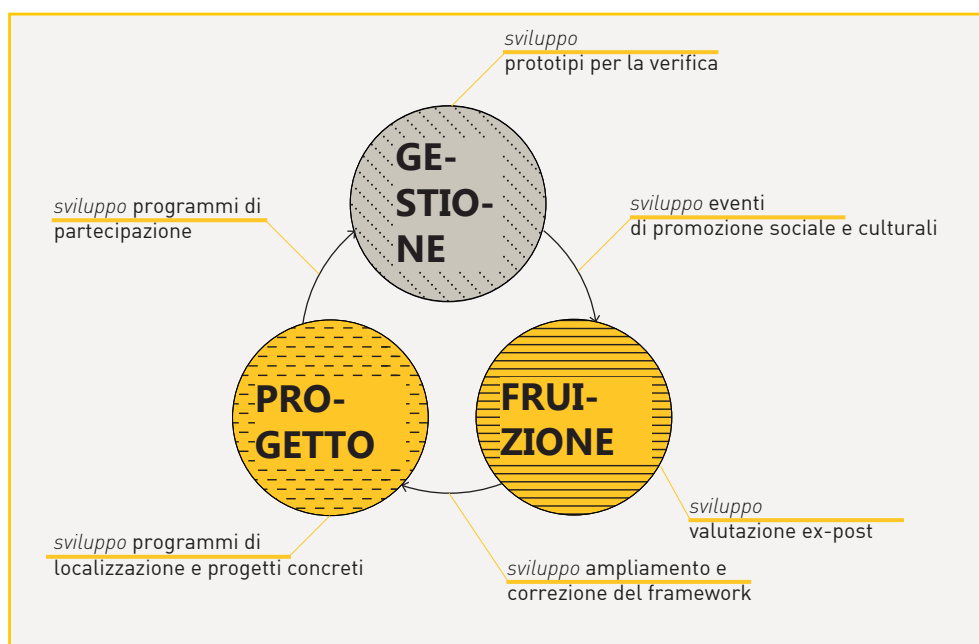 sviluppo
prototipi per la verifica
GE-
STIO-
NE
sviluppo programmi di
partecipazione
sviluppo eventi
di promozione sociale e culturali
PRO-
GETTO
FRUI-
ZIONE
sviluppo
valutazione ex-post
sviluppo programmi di
localizzazione e progetti concreti
sviluppo ampliamento e
correzione del framework